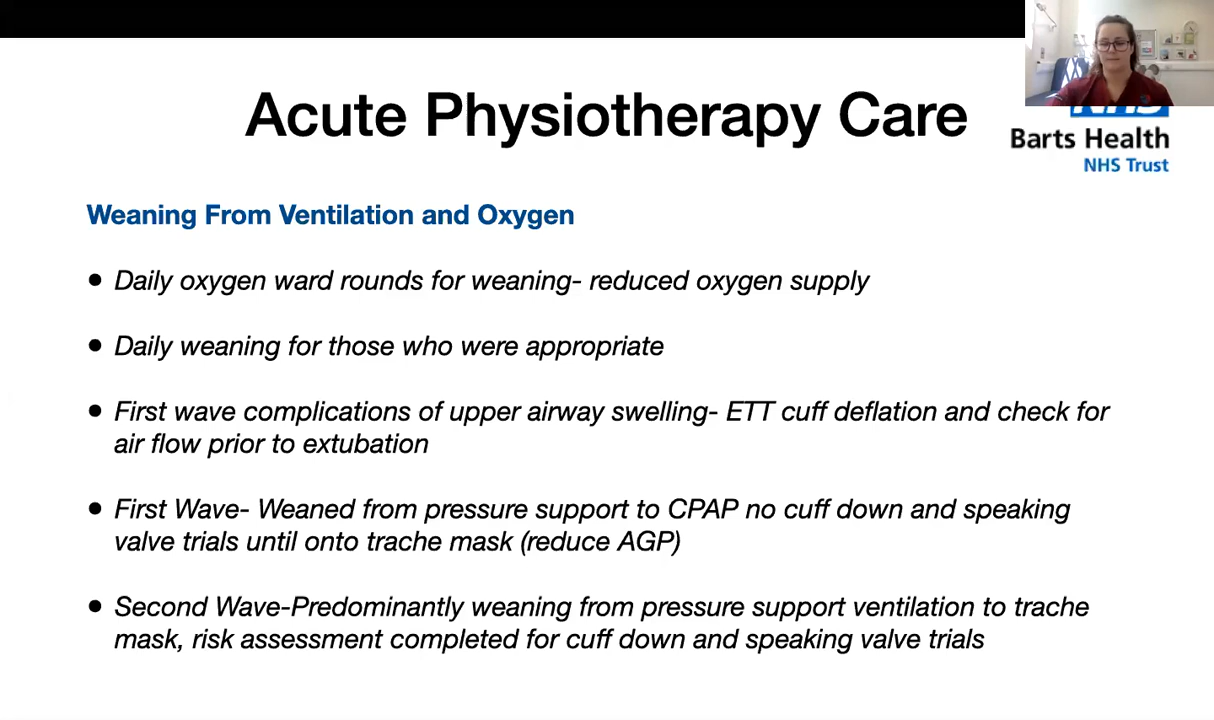 Acute Physiotherapy Care
NHS
Barts Health
NHS Trust
Weaning From Ventilation and Oxygen
• Daily oxygen ward rounds for weaning- reduced oxygen supply
• Daily weaning for those who were appropriate
• First wave complications of upper airway swelling- ETT cuff deflation and check for
air flow prior to extubation
• First Wave- Weaned from pressure support to CPAP no cuff down and speaking
valve trials until onto trache mask (reduce AGP)
• Second Wave-Predominantly weaning from pressure support ventilation to trache
mask, risk assessment completed for cuff down and speaking valve trials